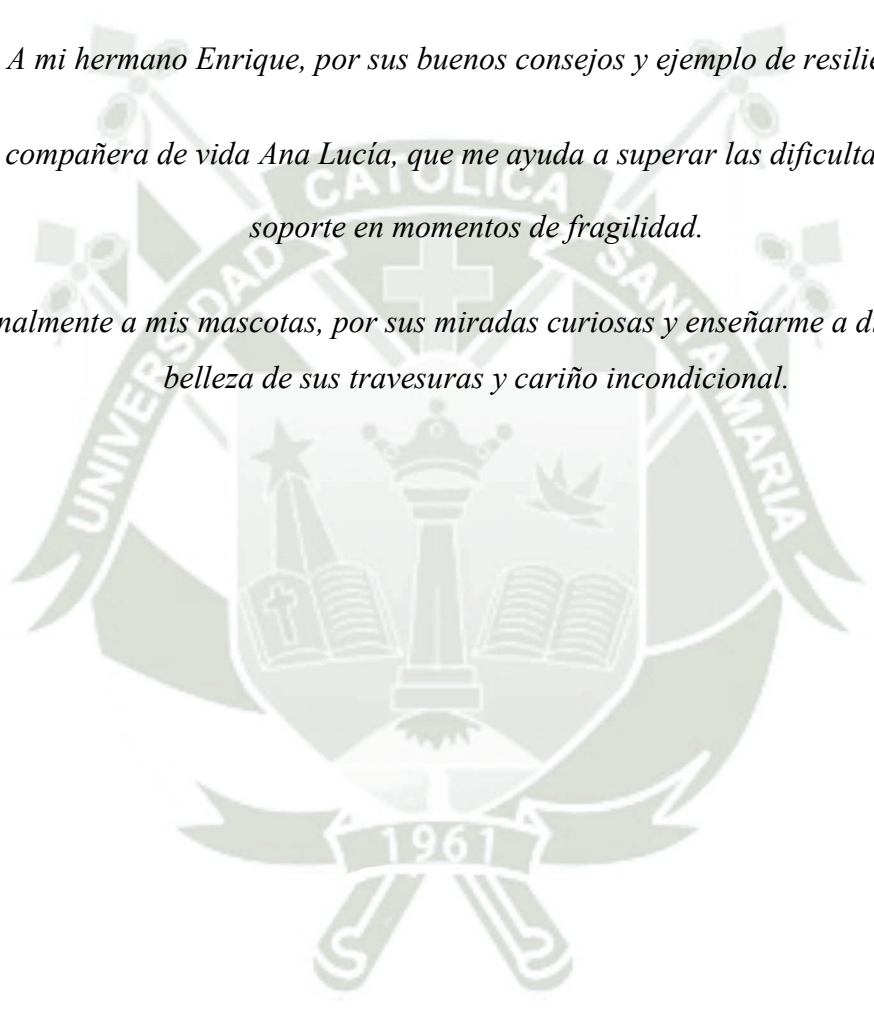 A mi hermano Enrique, por sus buenos consejos y ejemplo de
compañera de vida Ana Lucía, que me ayuda a superar las
soporte en momentos de fragilidad.
a mis mascotas, por sus miradas curiosas y enseñarme a
belleza de sus travesuras y cariño incondicional.
UNIVERSIDAD CATOLICA SANTA MARIA
1961